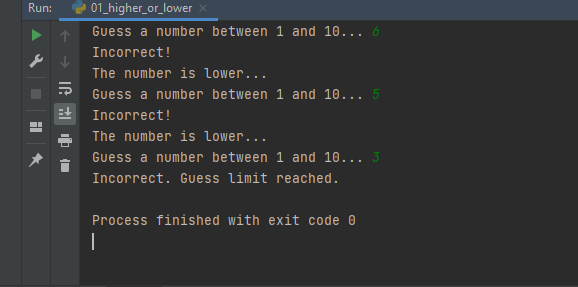 Run: 01_higher_or_lower
Guess a number between 1 and 10... 6
Incorrect!
The number is lower...
Guess a number between 1 and 10... 5
Incorrect!
The number is lower...
Guess a number between 1 and 10... 3
Incorrect. Guess limit reached.
Process finished with exit code 0